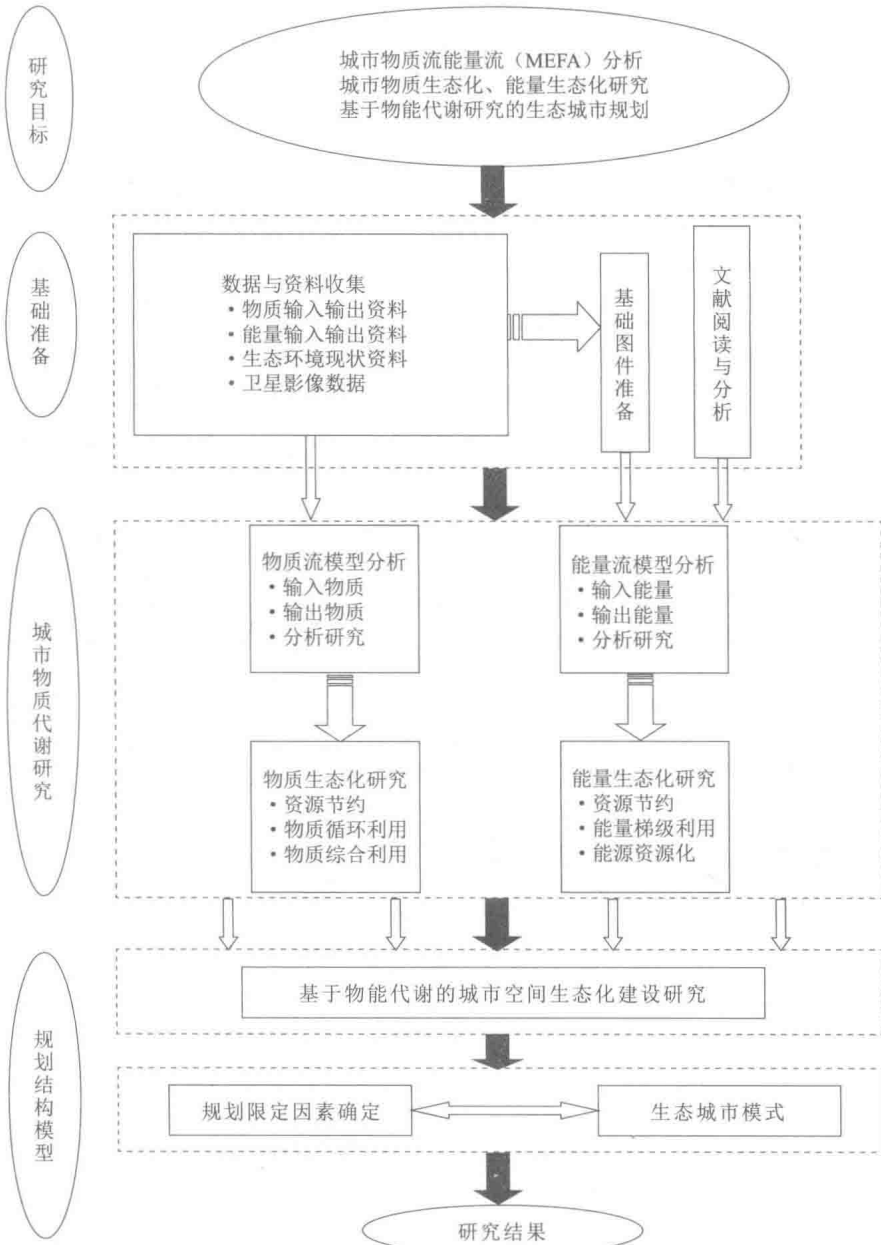 研究目标
城市物质流能量流（MEFA）分析
城市物质生态化、能量生态化研究
基于物能代谢研究的生态城市规划
基础准备
数据与资料收集
・物质输入输出资料
・能量输入输出资料
・生态环境现状资料
・卫星影像数据
基础图件准备
文献阅读与分析
城市物质代谢研究
物质流模型分析
・输入物质
・输出物质
・分析研究
能量流模型分析
・输入能量
・输出能量
・分析研究
物质生态化研究
・资源节约
・物质循环利用
・物质综合利用
能量生态化研究
・资源节约
・能量梯级利用
・能源资源化
规划结构模型
基于物能代谢的城市空间生态化建设研究
规划限定因素确定
生态城市模式
研究结果